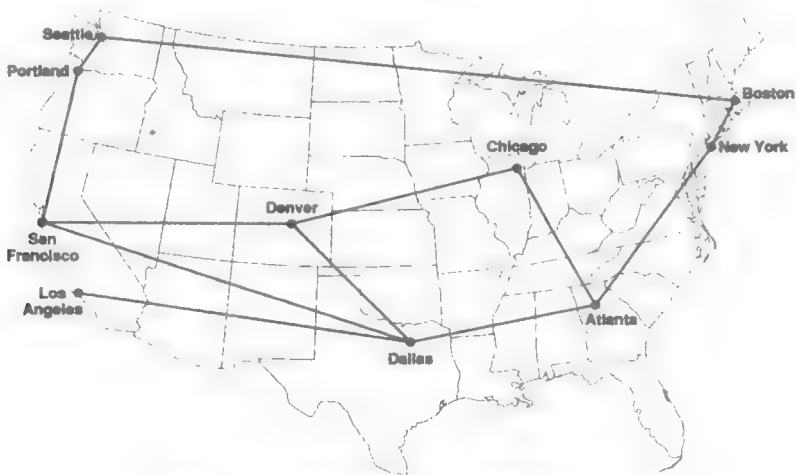 Seattle
Portland
Boston
New York
Chicago
Denver
San
Francisco
Los
Angeles
Atlanta
Dallas